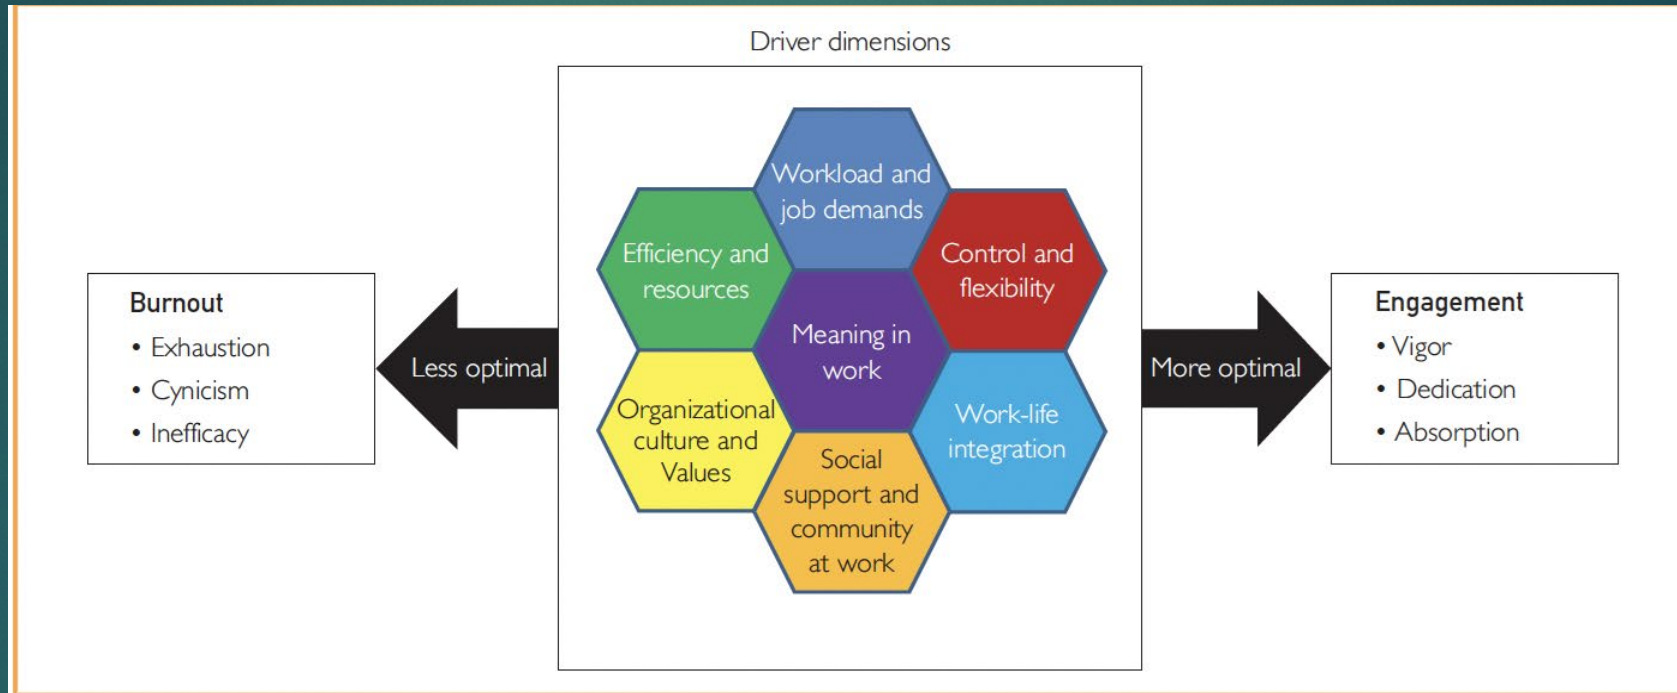 Driver dimensions
Workload and
job demands
Efficiency and
resources
Control and
flexibility
Meaning in
work
Organizational
culture and
Values
Work-life
integration
Social
support and
community
at work
Less optimal
Burnout
• Exhaustion
• Cynicism
• Inefficacy
More optimal
Engagement
• Vigor
• Dedication
• Absorption